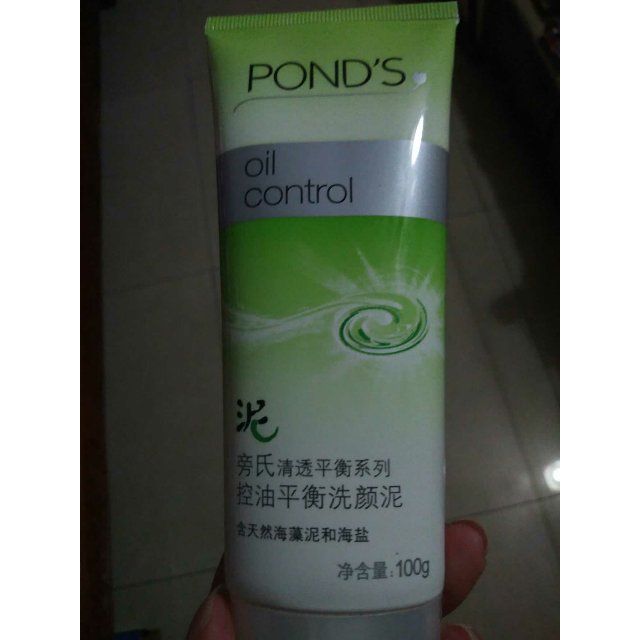 POND'S
oil
control
泥
旁氏清透平衡系列
控油平衡洗颜泥
含天然海藻泥和海盐
净含量:100g